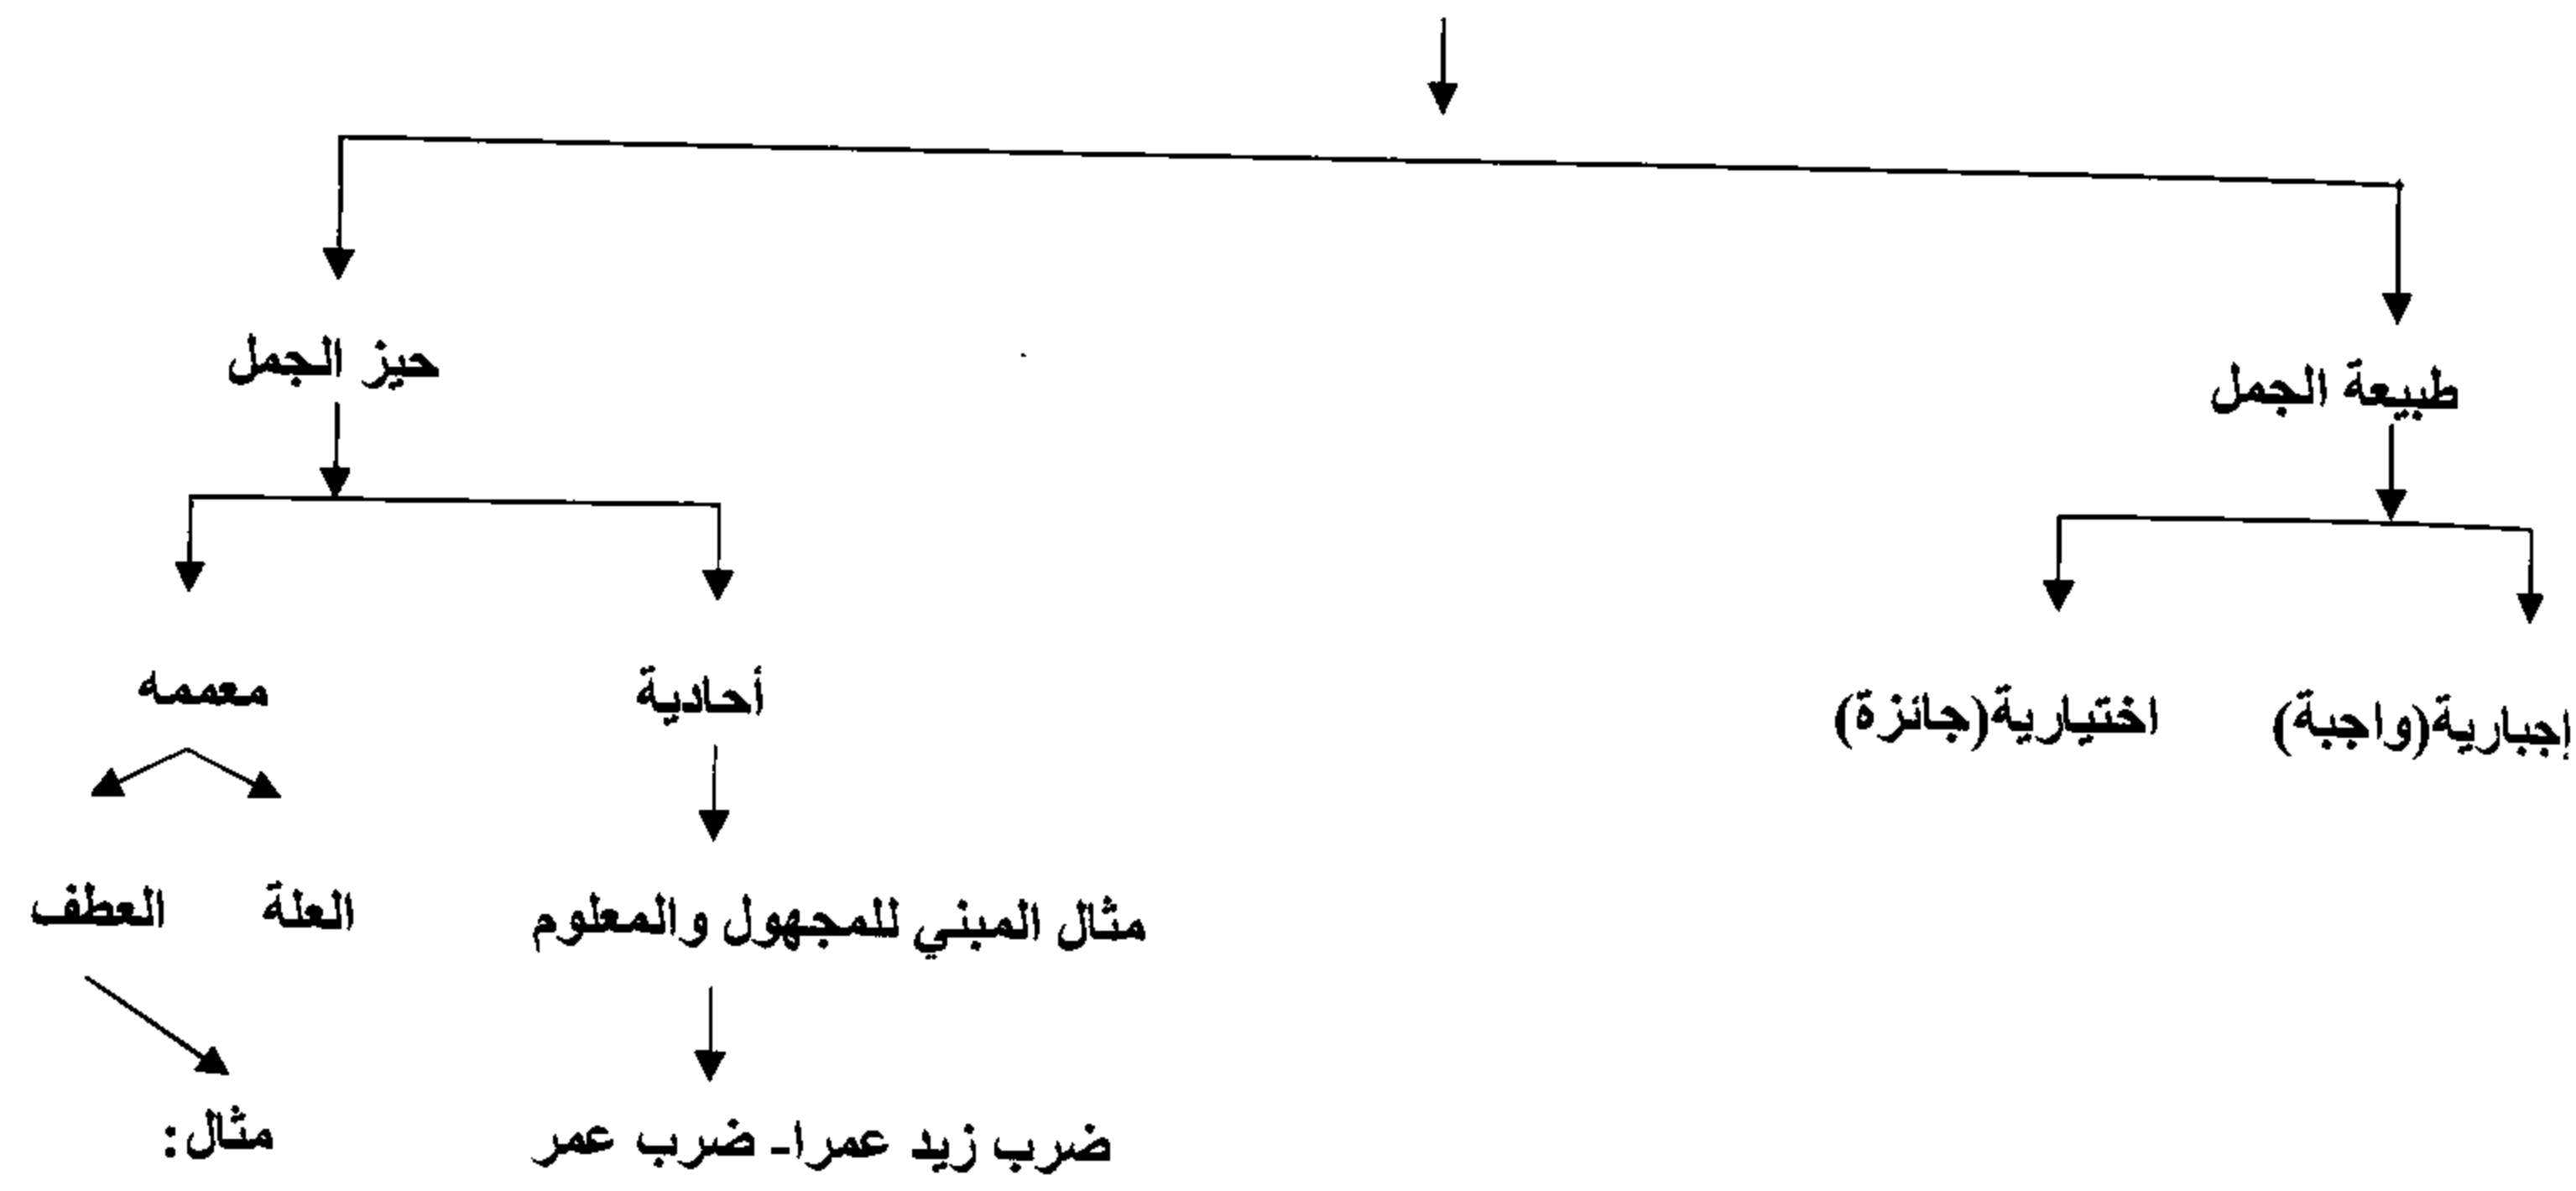 طبيعة الجمل
حيز الجمل
إجبارية(واجبة)
اختيارية(جائزة)
أحادية
معممه
مثال المبني للمجهول والمعلوم
العلة
العطف
ضرب زيد عمرا- ضرب عمر
مثال: